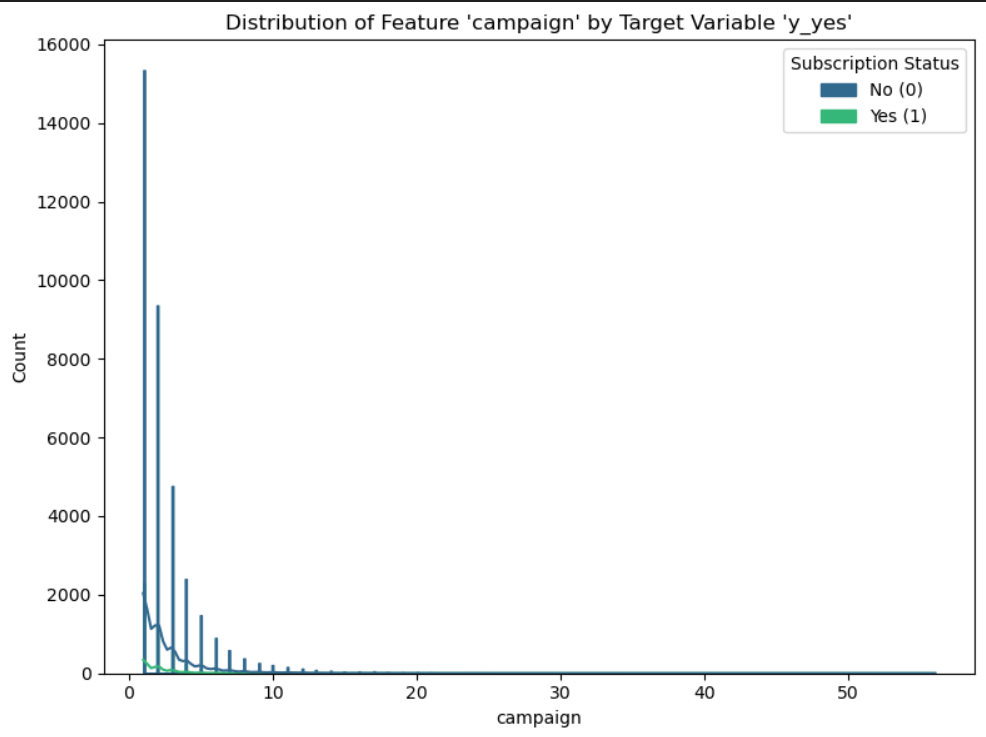 Distribution of Feature 'campaign' by Target Variable 'y_yes'
Subscription Status
No (0)
Yes (1)
16000
14000
12000
10000
8000
6000
4000
2000
0
Count
0 10 20 30 40 50
campaign